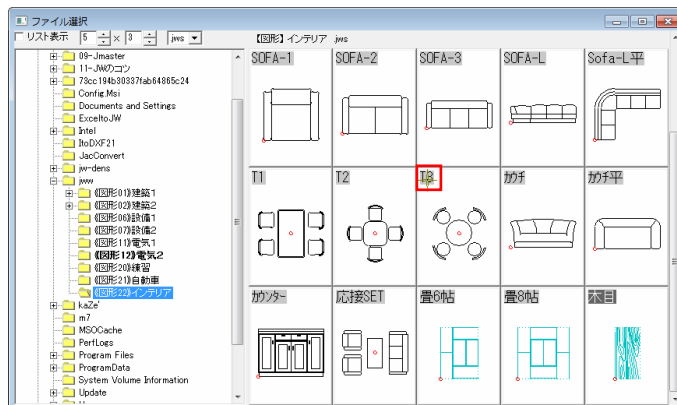 ファイル選択
リスト表示 5 × 3 jws 【図形】インテリア .jws
09-Jmaster
11-JWのコツ
73cc194b30337fab64865c24
Config.Msi
Documents and Settings
ExceltoJW
Intel
ItoDXF21
JacConvert
jw-dens
jww
《図形01》建築1
《図形02》建築2
《図形06》設備1
《図形07》設備2
《図形11》電気1
《図形12》電気2
《図形20》練習
《図形21》自動車
《図形22》インテリア
kaZe'
m7
MSOCache
PerfLogs
Program Files
ProgramData
System Volume Information
Update
SOFA-1 SOFA-2 SOFA-3 SOFA-L Sofa-L平
T1 T2 T3 カウチ カウチ平
カウンター 応接SET 畳6帖 畳8帖 木目